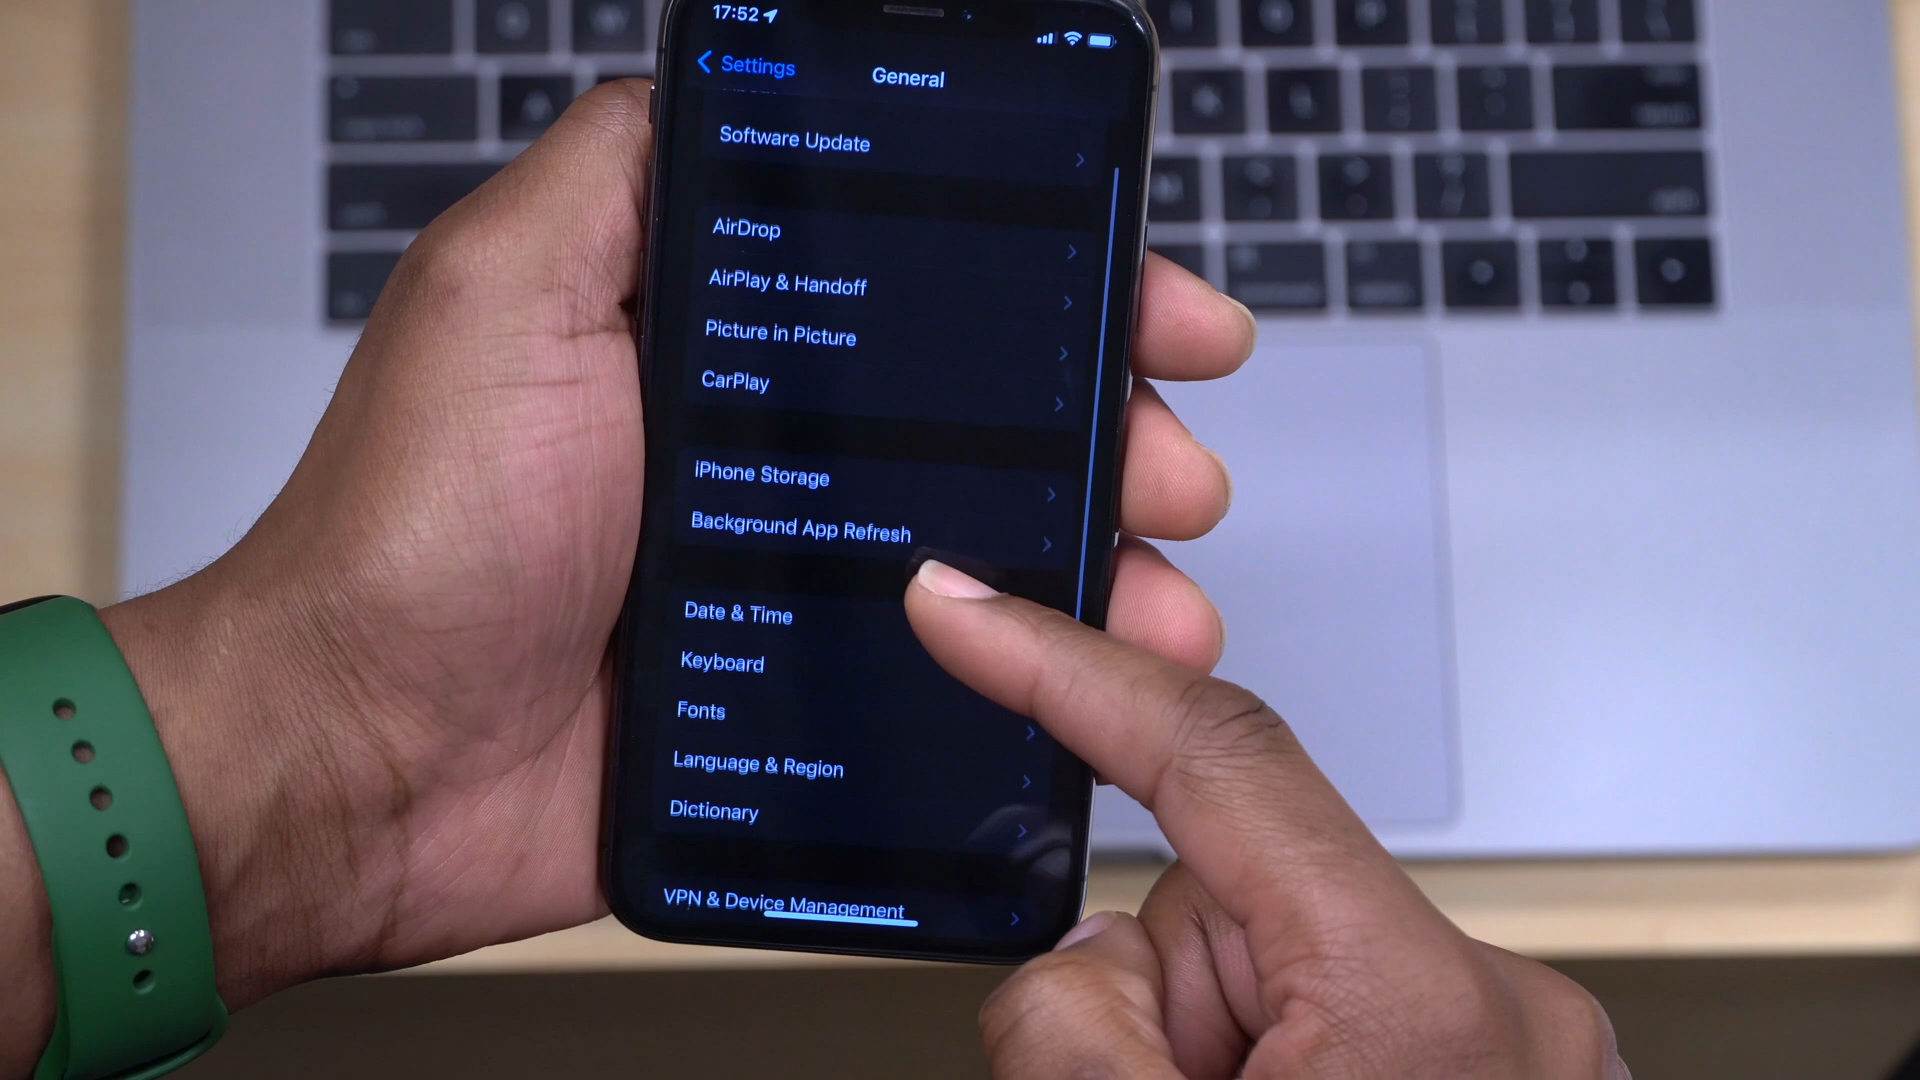 17:52
Settings
General
Software Update
AirDrop
AirPlay & Handoff
Picture in Picture
CarPlay
iPhone Storage
Background App Refresh
Date & Time
Keyboard
Fonts
Language & Region
Dictionary
VPN & Device Management